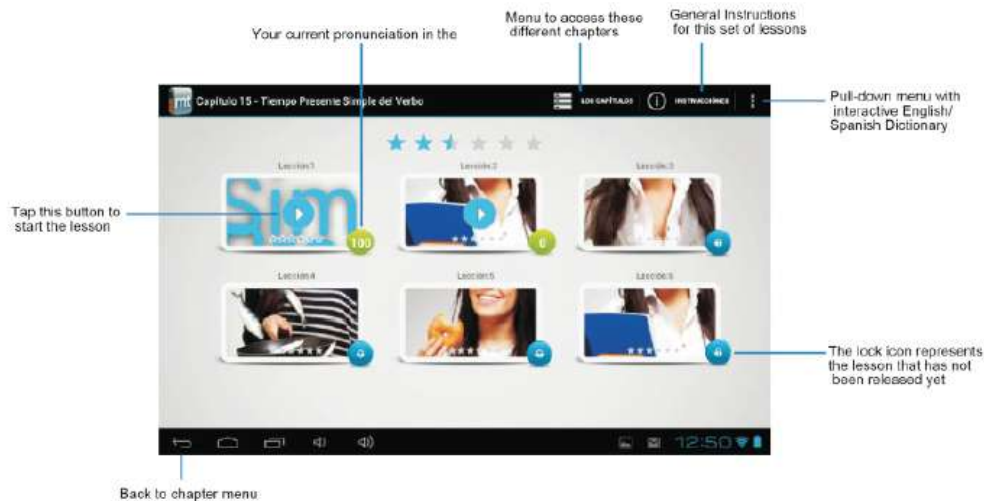 Your current pronunciation in the
Menu to access these
different chapters
General Instructions
for this set of lessons
mt Capítulo 15 - Tiempo Presente Simple del Verbo
LOS CAPÍTULOS
INSTRUCCIONES
Pull-down menu with
interactive English/
Spanish Dictionary
Lección1
Lección2
Lección3
Tap this button to
start the lesson
Sim
100
0
Lección4
Lección5
Lección6
The lock icon represents
the lesson that has not
been released yet
12:50
Back to chapter menu